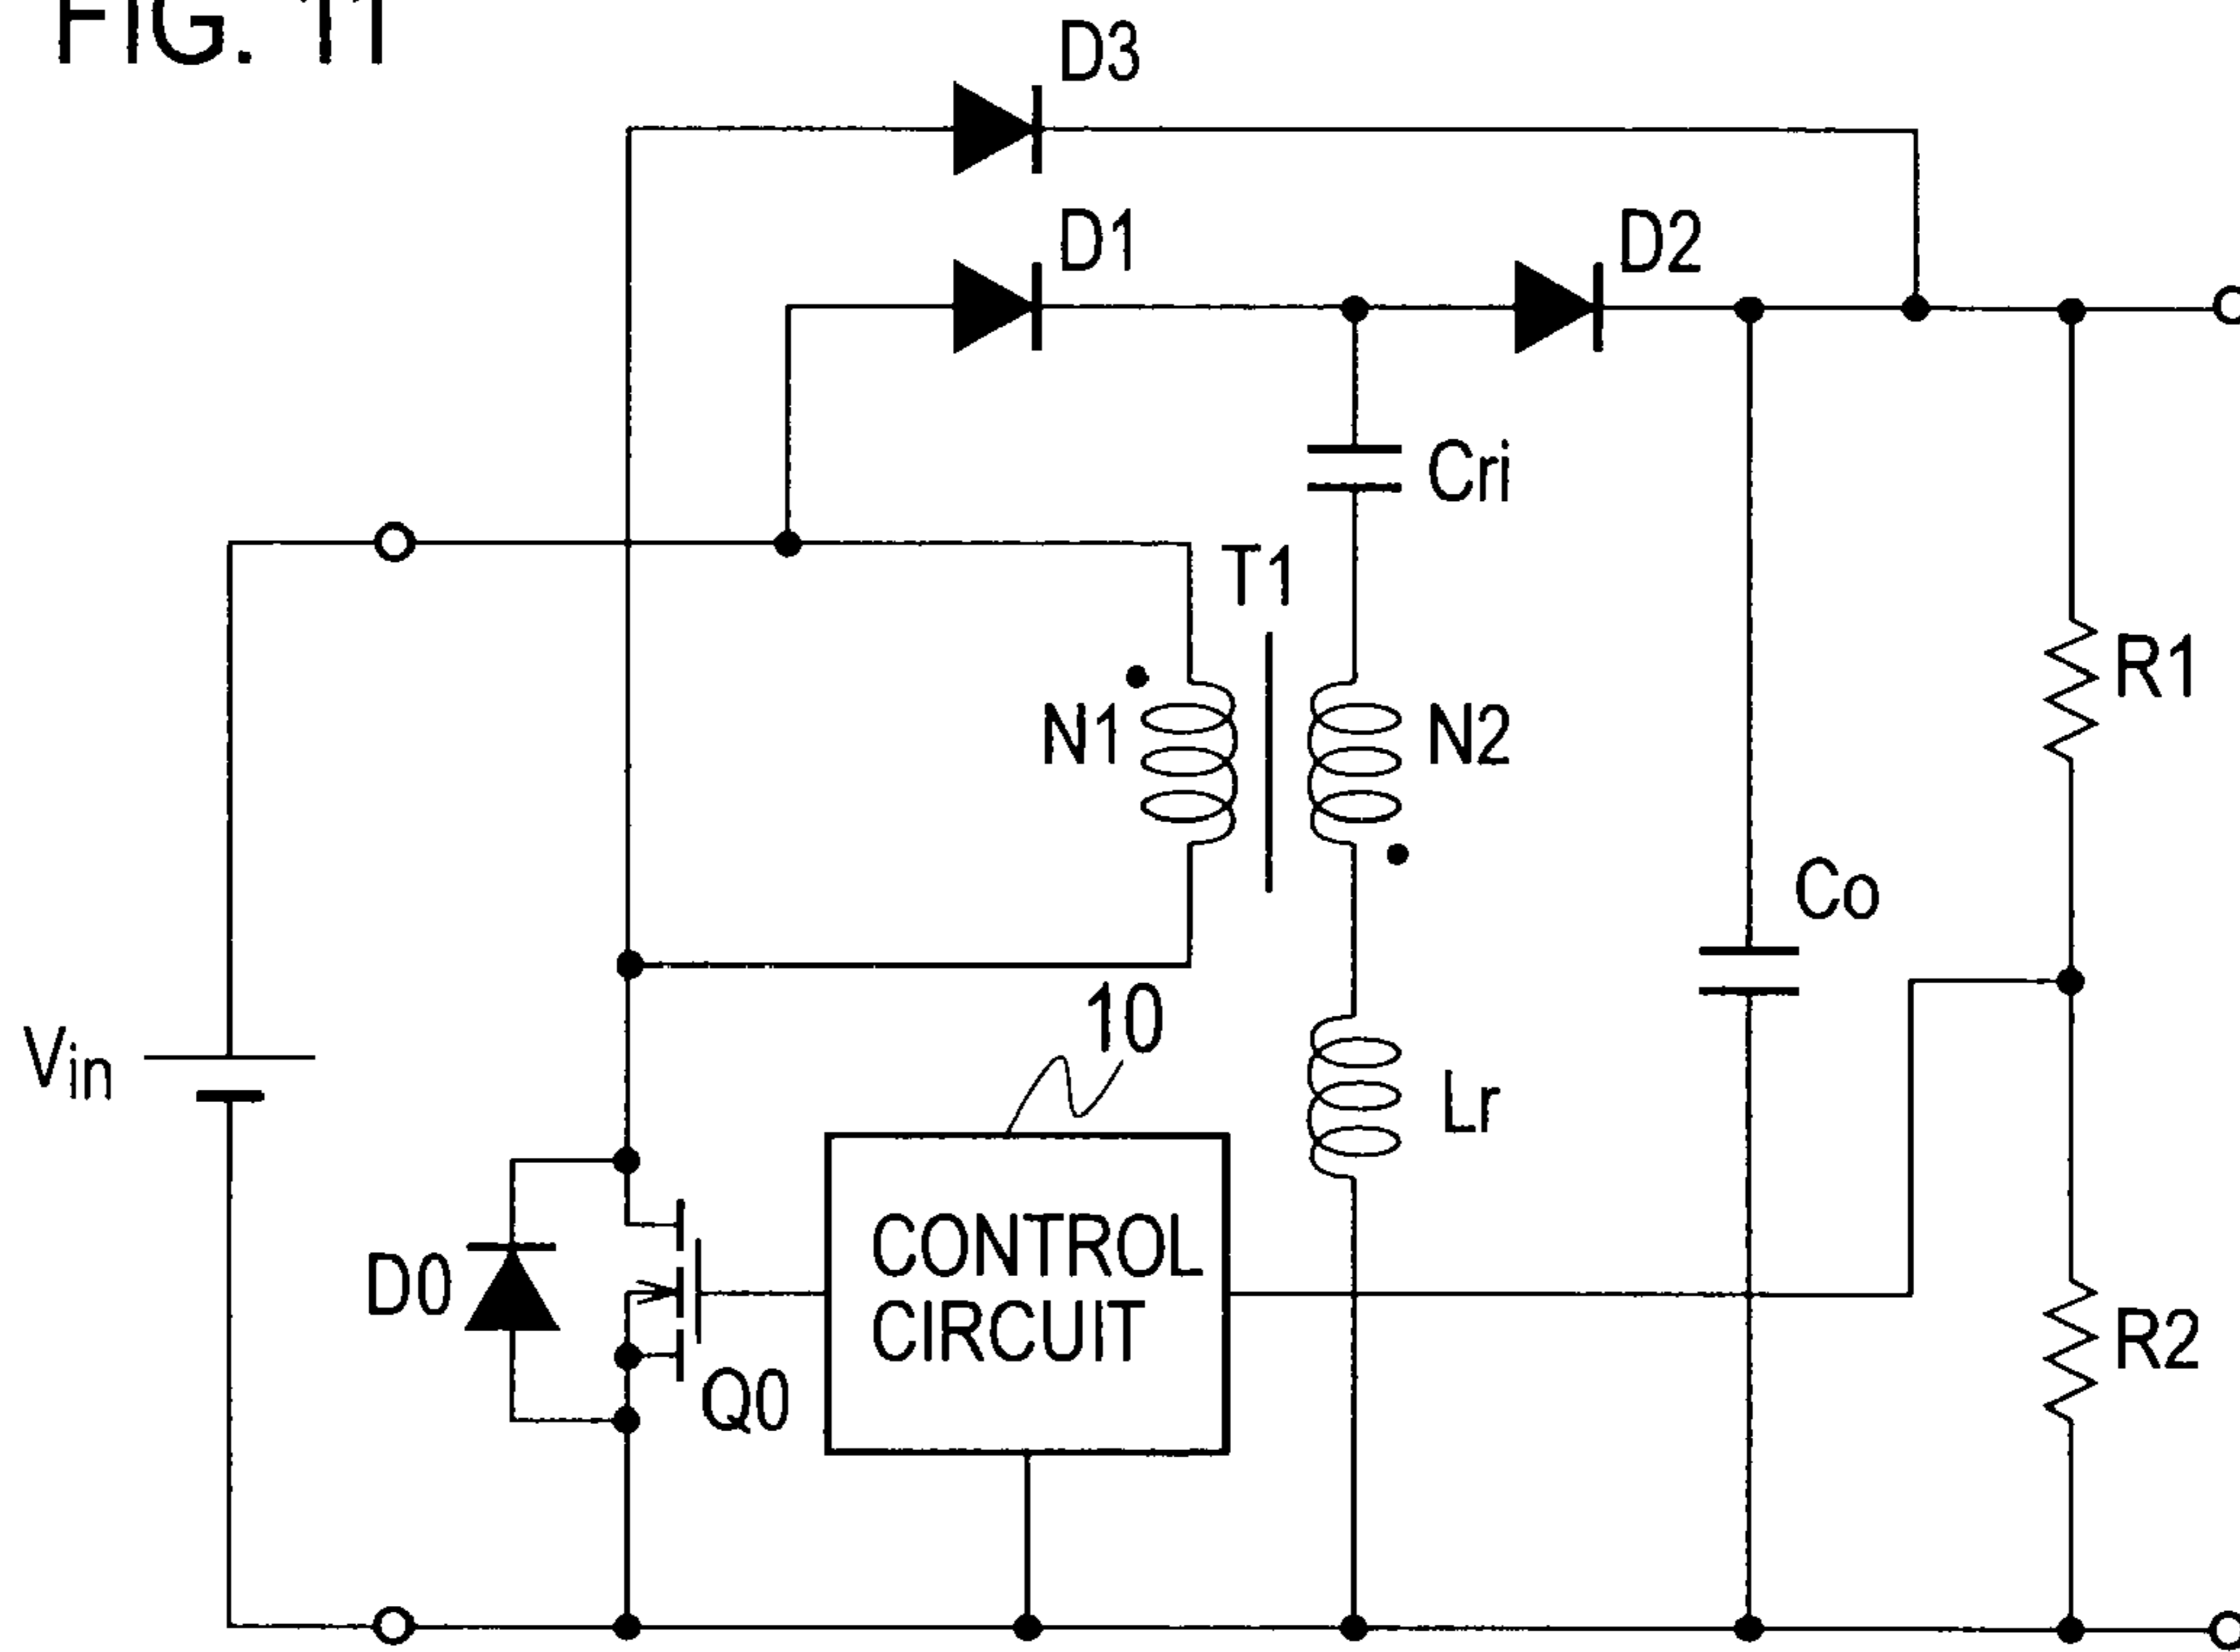 FIG. 11
D3
D1
D2
Cri
T1
N1
N2
R1
Co
10
Vin
Lr
CONTROL
CIRCUIT
D0
Q0
R2